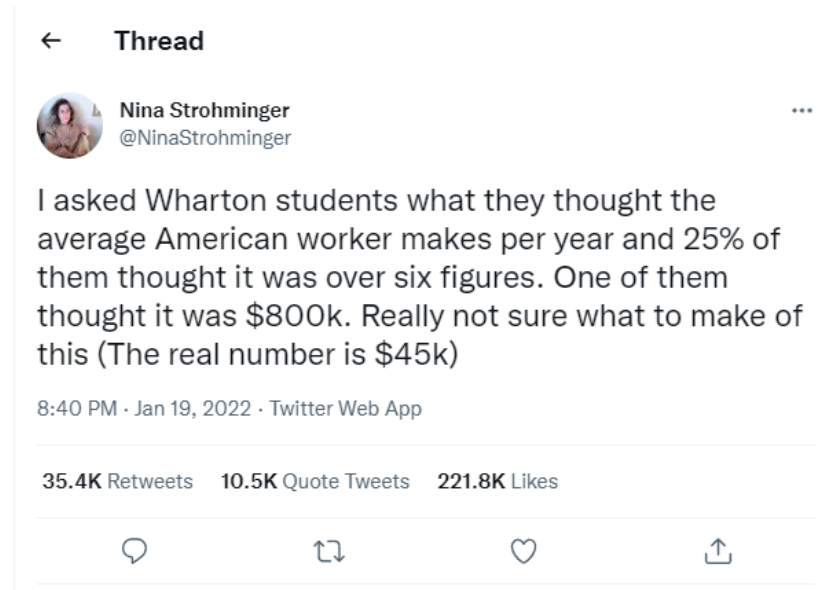 Thread
Nina Strohminger
@NinaStrohminger
I asked Wharton students what they thought the
average American worker makes per year and 25% of
them thought it was over six figures. One of them
thought it was $800k. Really not sure what to make of
this (The real number is $45k)
8:40 PM · Jan 19, 2022 · Twitter Web App
35.4K Retweets 10.5K Quote Tweets 221.8K Likes